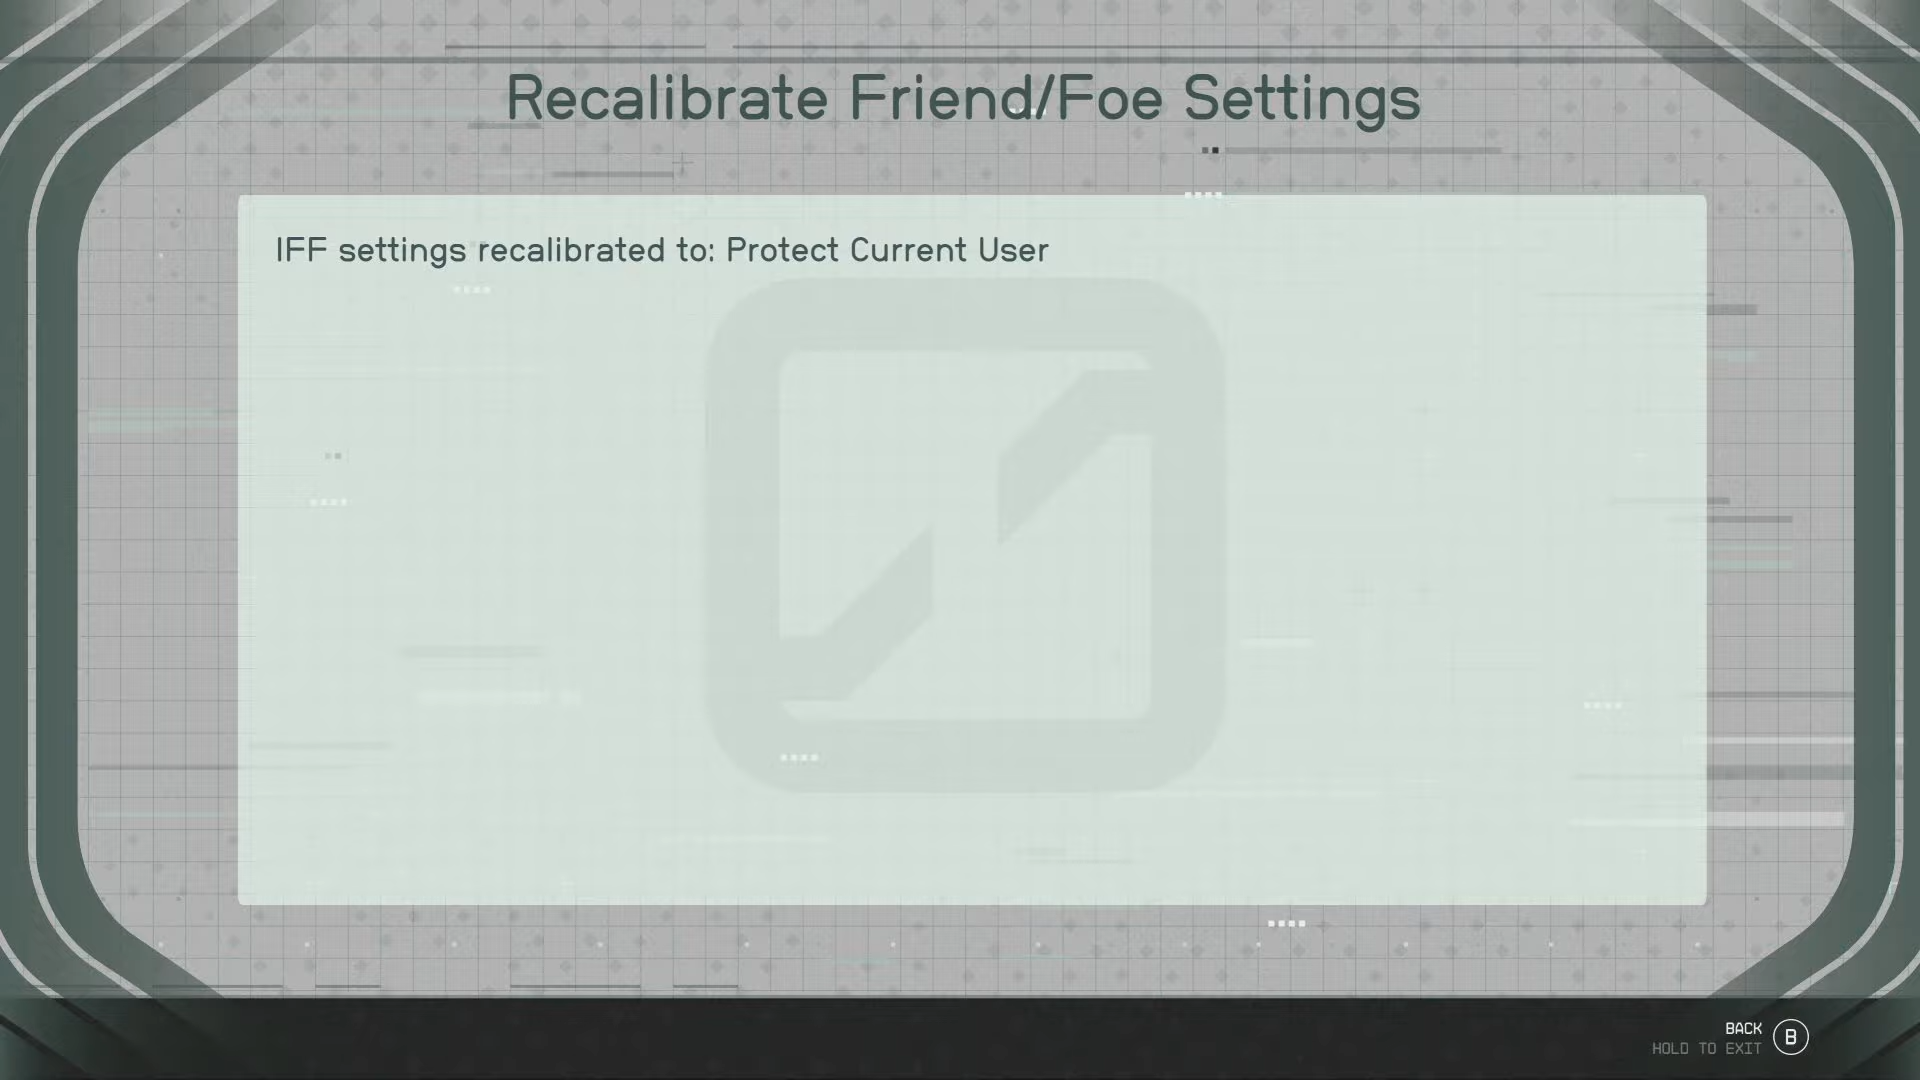 Recalibrate Friend/Foe Settings
IFF settings recalibrated to: Protect Current User
BACK
HOLD TO EXIT
B